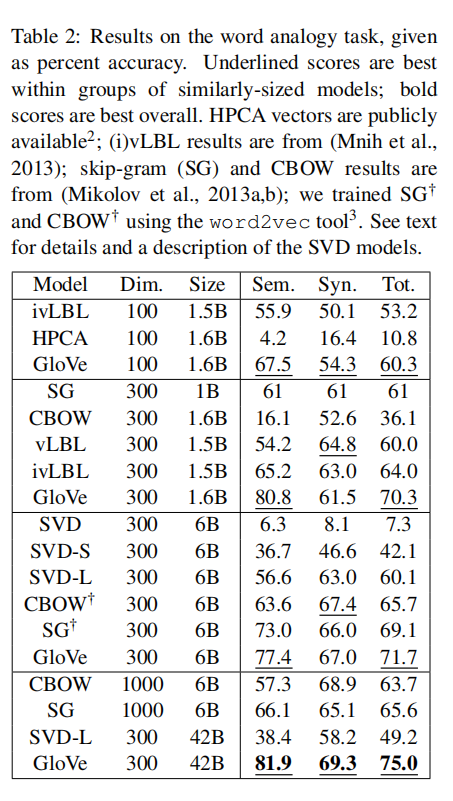 Table 2: Results on the word analogy task, given
as percent accuracy. Underlined scores are best
within groups of similarly-sized models; bold
scores are best overall. HPCA vectors are publicly
available²; (i)vLBL results are from (Mnih et al.,
2013); skip-gram (SG) and CBOW results are
from (Mikolov et al., 2013a,b); we trained SG†
and CBOW† using the word2vec tool³. See text
for details and a description of the SVD models.
Model Dim. Size Sem. Syn. Tot.
ivLBL 100 1.5B 55.9 50.1 53.2
HPCA 100 1.6B 4.2 16.4 10.8
GloVe 100 1.6B 67.5 54.3 60.3
SG 300 1B 61 61 61
CBOW 300 1.6B 16.1 52.6 36.1
vLBL 300 1.5B 54.2 64.8 60.0
ivLBL 300 1.5B 65.2 63.0 64.0
GloVe 300 1.6B 80.8 61.5 70.3
SVD 300 6B 6.3 8.1 7.3
SVD-S 300 6B 36.7 46.6 42.1
SVD-L 300 6B 56.6 63.0 60.1
CBOW† 300 6B 63.6 67.4 65.7
SG† 300 6B 73.0 66.0 69.1
GloVe 300 6B 77.4 67.0 71.7
CBOW 1000 6B 57.3 68.9 63.7
SG 1000 6B 66.1 65.1 65.6
SVD-L 300 42B 38.4 58.2 49.2
GloVe 300 42B 81.9 69.3 75.0